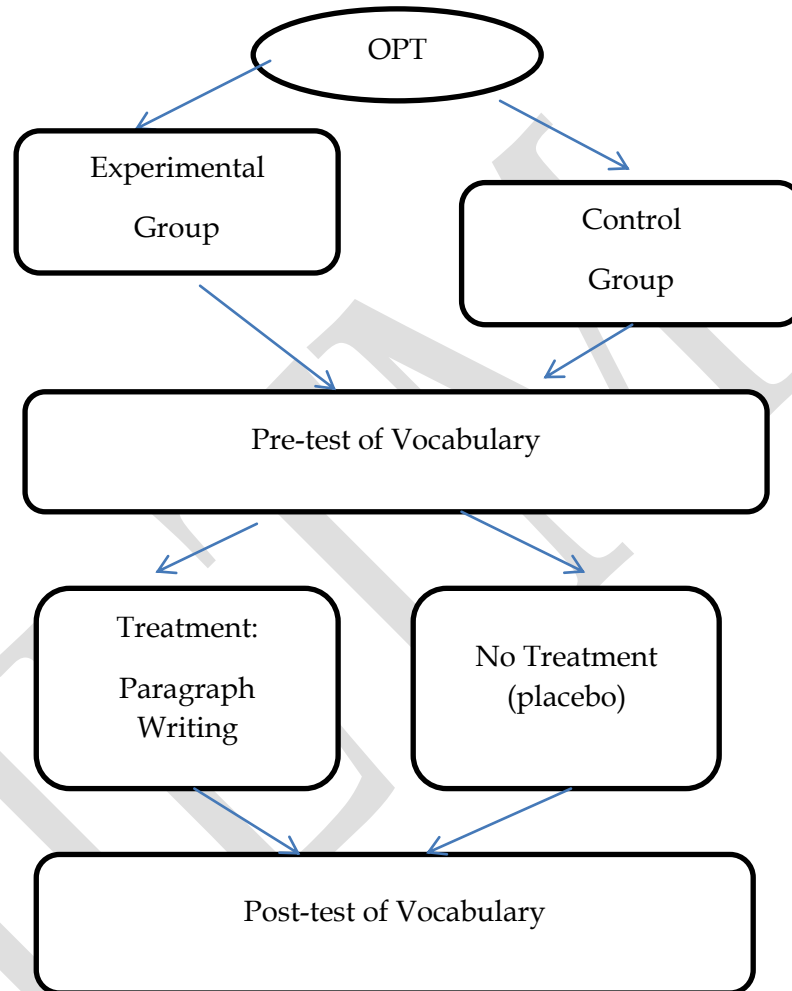 OPT
Experimental
Group
Control
Group
Pre-test of Vocabulary
Treatment:
Paragraph
Writing
No Treatment
(placebo)
Post-test of Vocabulary